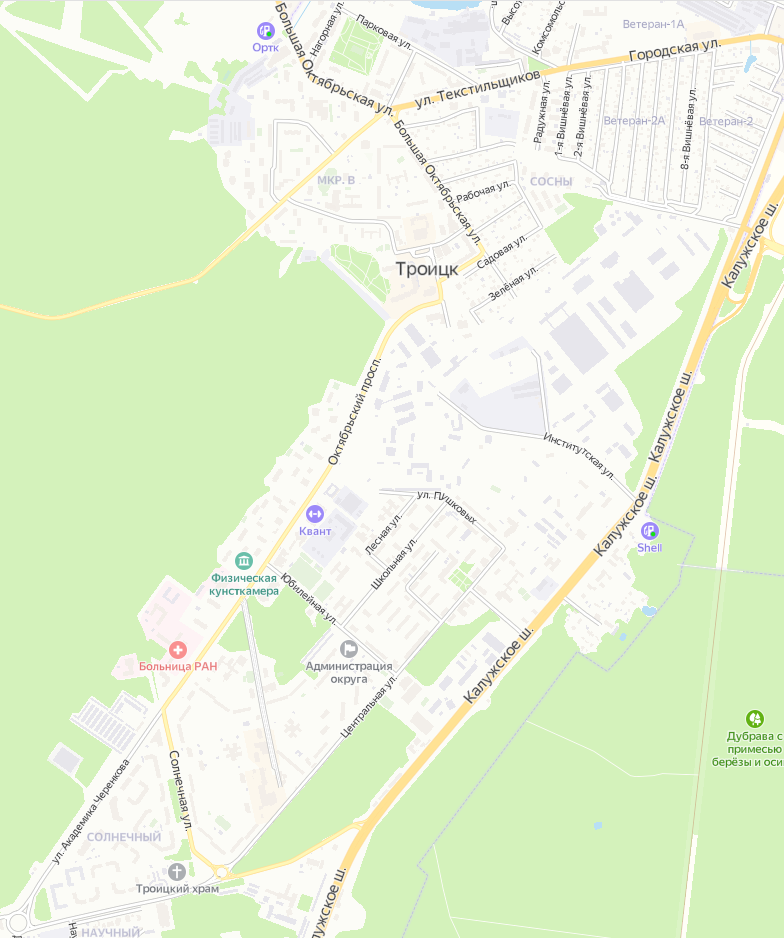 Ветеран-1А
Нагорная ул.
Парковая ул.
Ортк
Большая Октябрьская ул.
Городская ул.
ул. Текстильщиков
Радужная ул.
1-я Вишнёвая ул.
2-я Вишнёвая ул.
8-я Вишнёвая ул.
Ветеран-2А
Ветеран-2
Большая Октябрьская ул.
МКР. В
СОСНЫ
Рабочая ул.
Калужское ш.
Садовая ул.
Троицк
Зелёная ул.
Октябрьский просп.
Калужское ш.
Институтская ул.
ул. Пушковых
Калужское ш.
Квант
Лесная ул.
Shell
Школьная ул.
Физическая
кунсткамера
Юбилейная ул.
Больница РАН
Администрация
округа
Калужское ш.
Центральная ул.
Дубрава с
примесью
берёзы и оси
Солнечная ул.
ул. Академика Черенкова
СОЛНЕЧНЫЙ
Троицкий храм
НАУЧНЫЙ